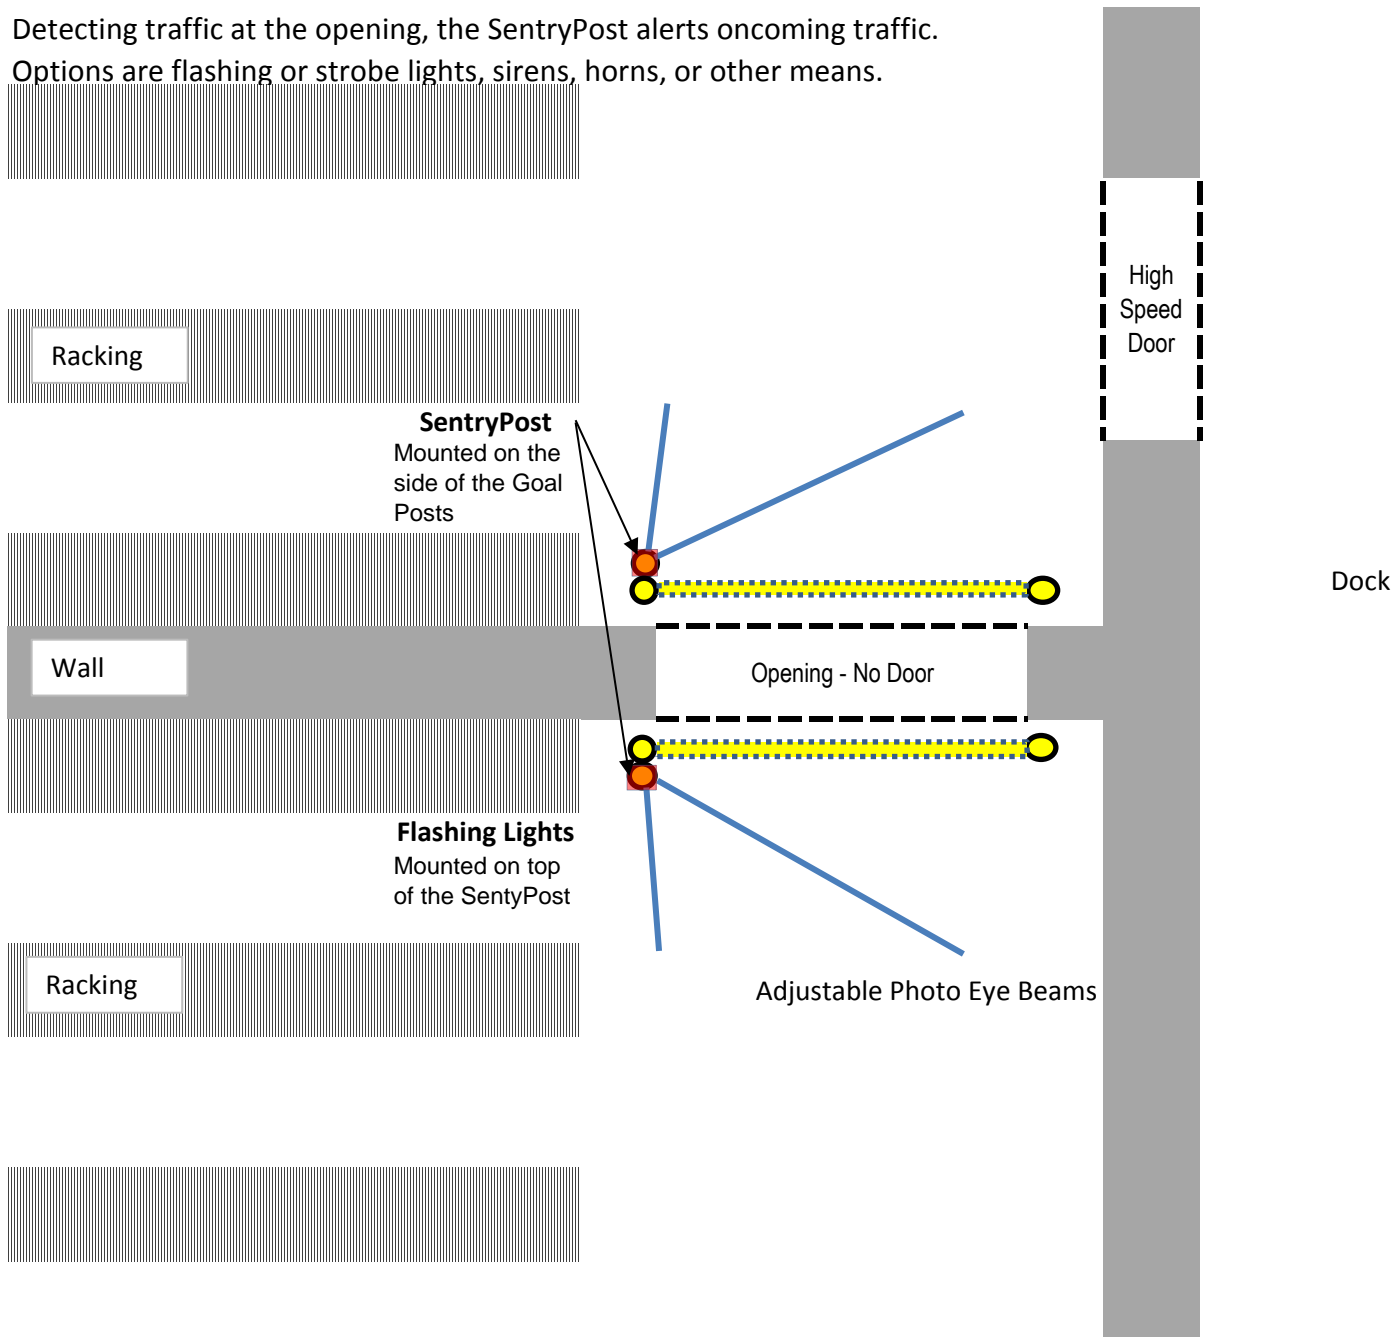 Detecting traffic at the opening, the SentryPost alerts oncoming traffic.
Options are flashing or strobe lights, sirens, horns, or other means.
High
Speed
Door
Racking
SentryPost
Mounted on the
side of the Goal
Posts
Dock
Wall
Opening - No Door
Flashing Lights
Mounted on top
of the SentyPost
Racking
Adjustable Photo Eye Beams